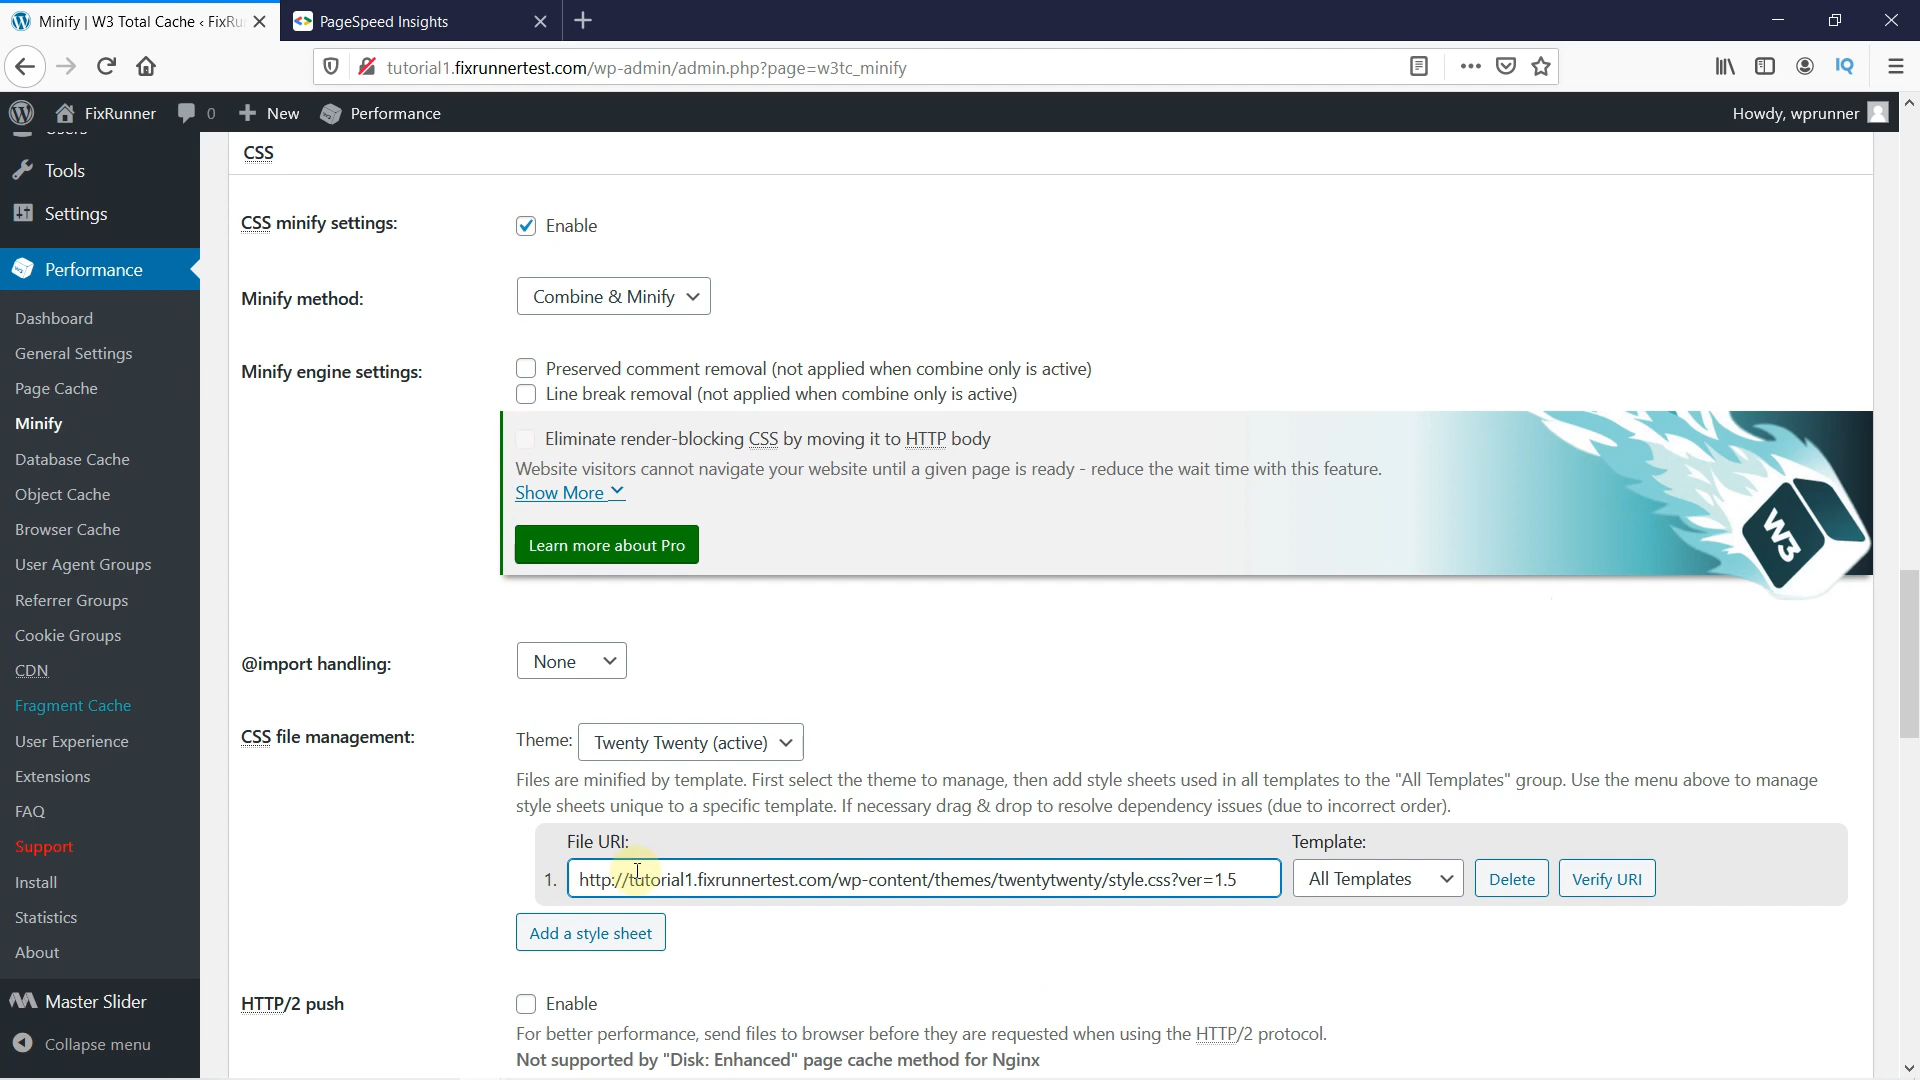 Minify | W3 Total Cache ‹ FixRu
PageSpeed Insights
tutorial1.fixrunnertest.com/wp-admin/admin.php?page=w3tc_minify
IQ
FixRunner
0
New
Performance
Howdy, wprunner
Users
Tools
Settings
Performance
Dashboard
General Settings
Page Cache
Minify
Database Cache
Object Cache
Browser Cache
User Agent Groups
Referrer Groups
Cookie Groups
CDN
Fragment Cache
User Experience
Extensions
FAQ
Support
Install
Statistics
About
Master Slider
Collapse menu
CSS
CSS minify settings:
Enable
Minify method:
Combine & Minify
Minify engine settings:
Preserved comment removal (not applied when combine only is active)
Line break removal (not applied when combine only is active)
Eliminate render-blocking CSS by moving it to HTTP body
Website visitors cannot navigate your website until a given page is ready - reduce the wait time with this feature.
Show More
Learn more about Pro
W3
@import handling:
None
CSS file management:
Theme: Twenty Twenty (active)
Files are minified by template. First select the theme to manage, then add style sheets used in all templates to the "All Templates" group. Use the menu above to manage
style sheets unique to a specific template. If necessary drag & drop to resolve dependency issues (due to incorrect order).
File URI:
Template:
1. http://tutorial1.fixrunnertest.com/wp-content/themes/twentytwenty/style.css?ver=1.5
All Templates
Delete
Verify URI
Add a style sheet
HTTP/2 push
Enable
For better performance, send files to browser before they are requested when using the HTTP/2 protocol.
Not supported by "Disk: Enhanced" page cache method for Nginx